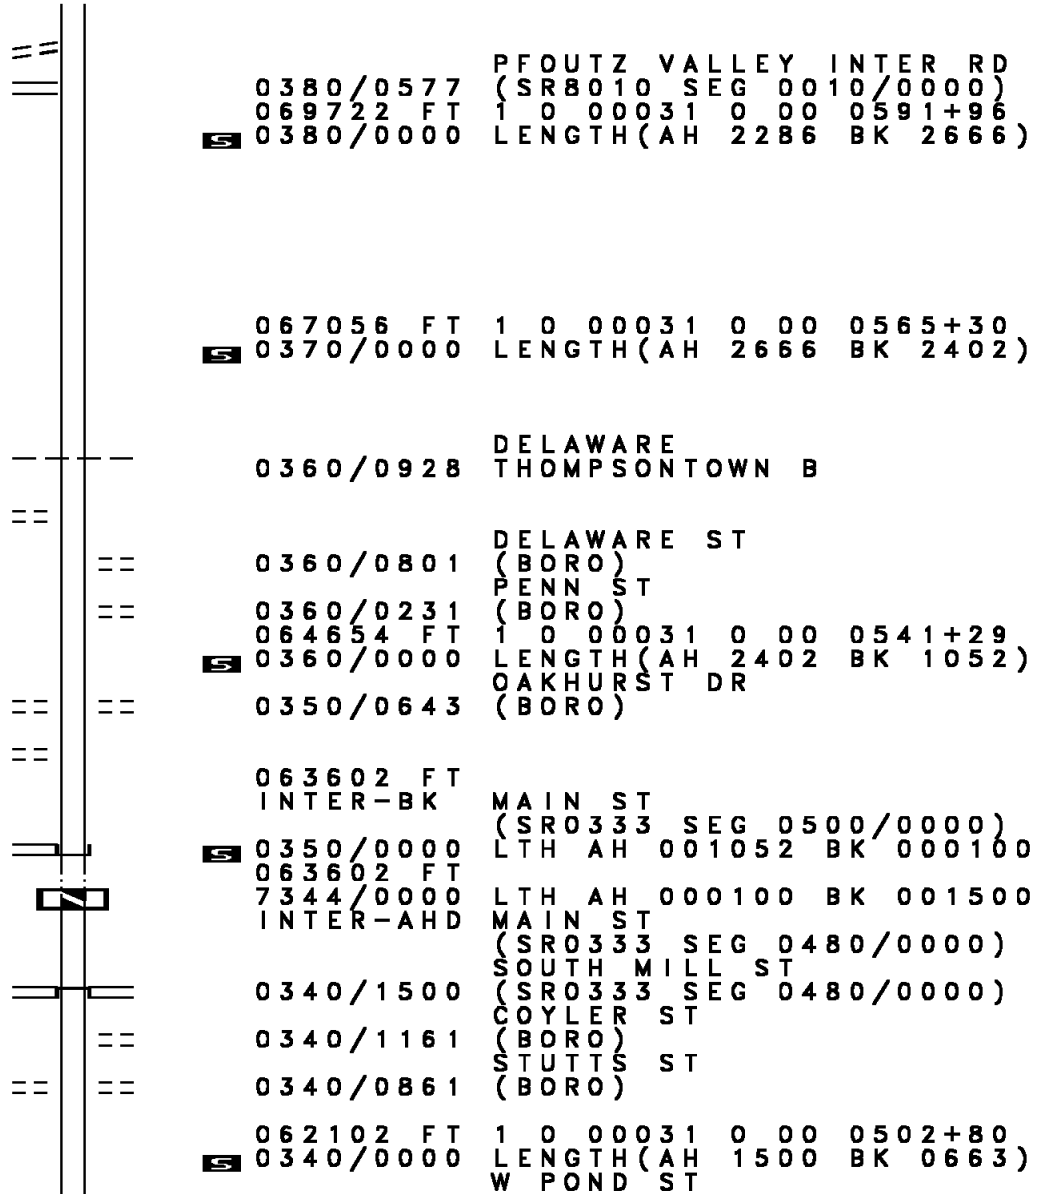 PFOUTZ VALLEY INTER RD
0380/0577 (SR8010 SEG 0010/0000)
069722 FT 1 0 00031 0 00 0591+96
S 0380/0000 LENGTH(AH 2286 BK 2666)
067056 FT 1 0 00031 0 00 0565+30
S 0370/0000 LENGTH(AH 2666 BK 2402)
DELAWARE
0360/0928 THOMPSONTOWN B
DELAWARE ST
0360/0801 (BORO)
PENN ST
0360/0231 (BORO)
064654 FT 1 0 00031 0 00 0541+29
S 0360/0000 LENGTH(AH 2402 BK 1052)
OAKHURST DR
0350/0643 (BORO)
063602 FT
INTER-BK MAIN ST
(SR0333 SEG 0500/0000)
S 0350/0000 LTH AH 001052 BK 000100
063602 FT
7344/0000 LTH AH 000100 BK 001500
INTER-AHD MAIN ST
(SR0333 SEG 0480/0000)
SOUTH MILL ST
0340/1500 (SR0333 SEG 0480/0000)
COYLER ST
0340/1161 (BORO)
STUTTS ST
0340/0861 (BORO)
062102 FT 1 0 00031 0 00 0502+80
S 0340/0000 LENGTH(AH 1500 BK 0663)
W POND ST